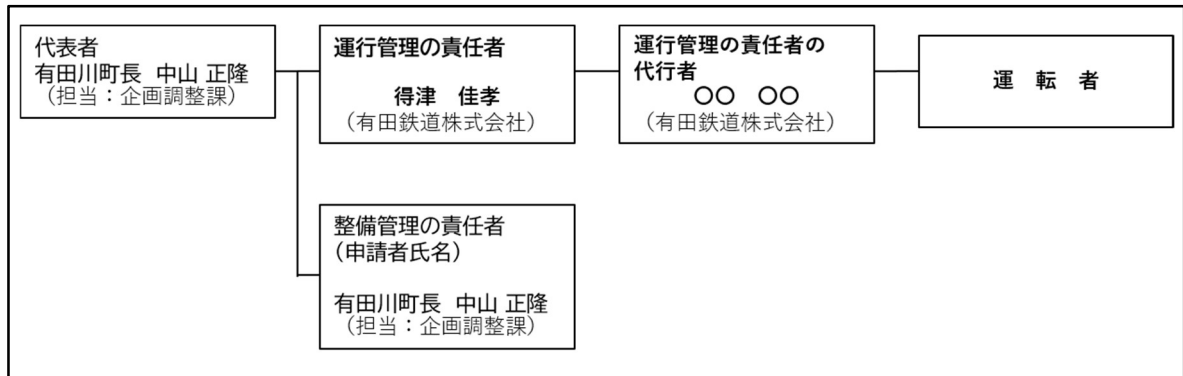 代表者
有田川町長 中山 正隆
（担当：企画調整課）
運行管理の責任者
得津 佳孝
（有田鉄道株式会社）
運行管理の責任者の
代行者
〇〇 〇〇
（有田鉄道株式会社）
運 転 者
整備管理の責任者
（申請者氏名）
有田川町長 中山 正隆
（担当：企画調整課）